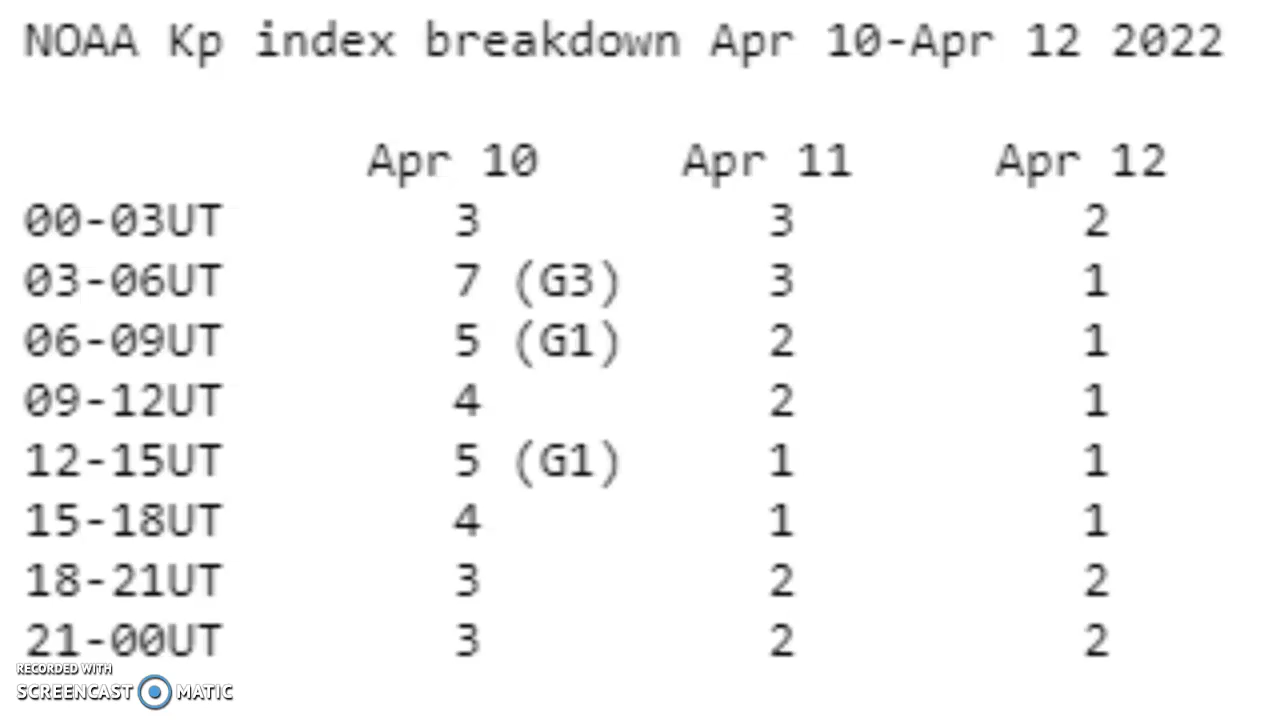 NOAA Kp index breakdown Apr 10-Apr 12 2022
Apr 10 Apr 11 Apr 12
00-03UT 3 3 2
03-06UT 7 (G3) 3 1
06-09UT 5 (G1) 2 1
09-12UT 4 2 1
12-15UT 5 (G1) 1 1
15-18UT 4 1 1
18-21UT 3 2 2
21-00UT 3 2 2
RECORDED WITH
SCREENCAST MATIC